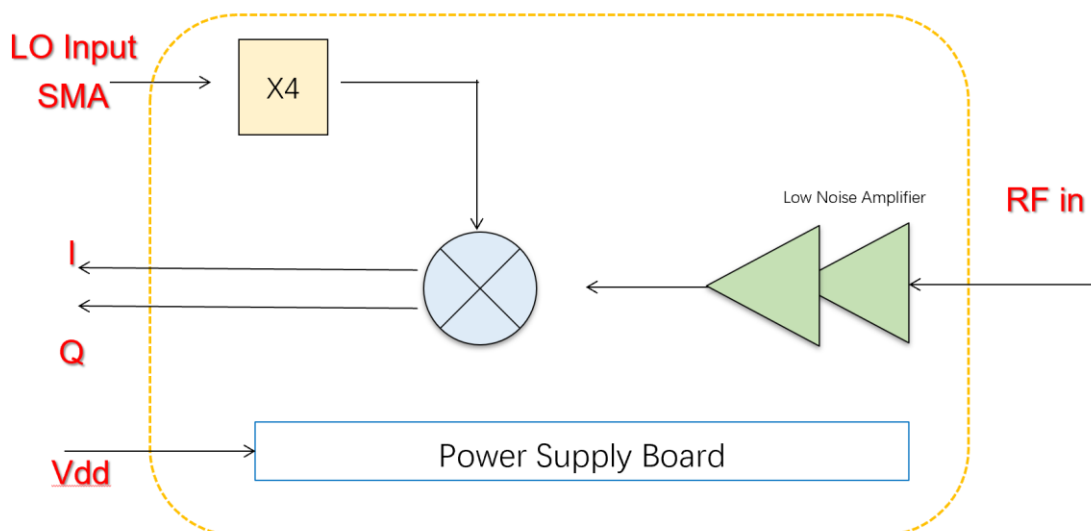 LO Input
SMA
X4
Low Noise Amplifier
RF in
I
Q
Vdd
Power Supply Board